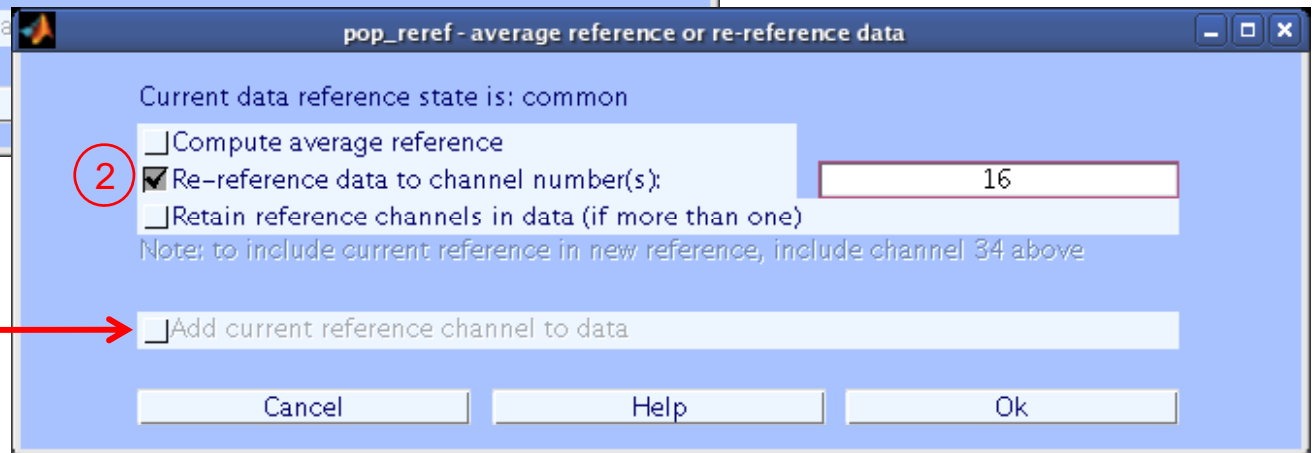 a
pop_reref - average reference or re-reference data
Current data reference state is: common
Compute average reference
2
Re-reference data to channel number(s): 16
Retain reference channels in data (if more than one)
Note: to include current reference in new reference, include channel 34 above
Add current reference channel to data
Cancel Help Ok